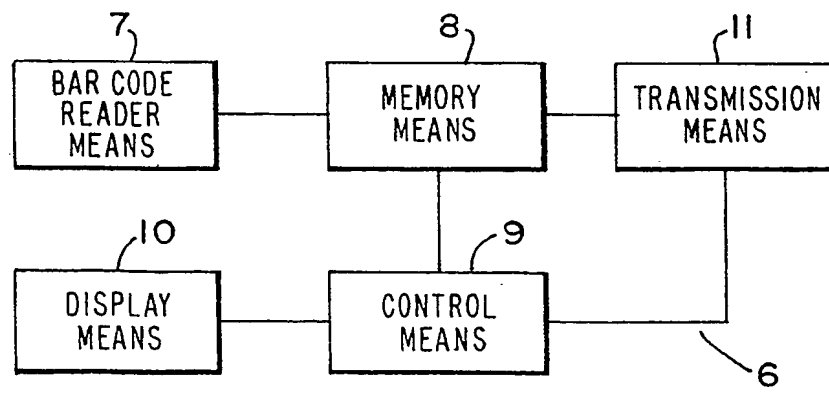 7
8
11
BAR CODE
READER
MEANS
MEMORY
MEANS
TRANSMISSION
MEANS
10
9
DISPLAY
MEANS
CONTROL
MEANS
6